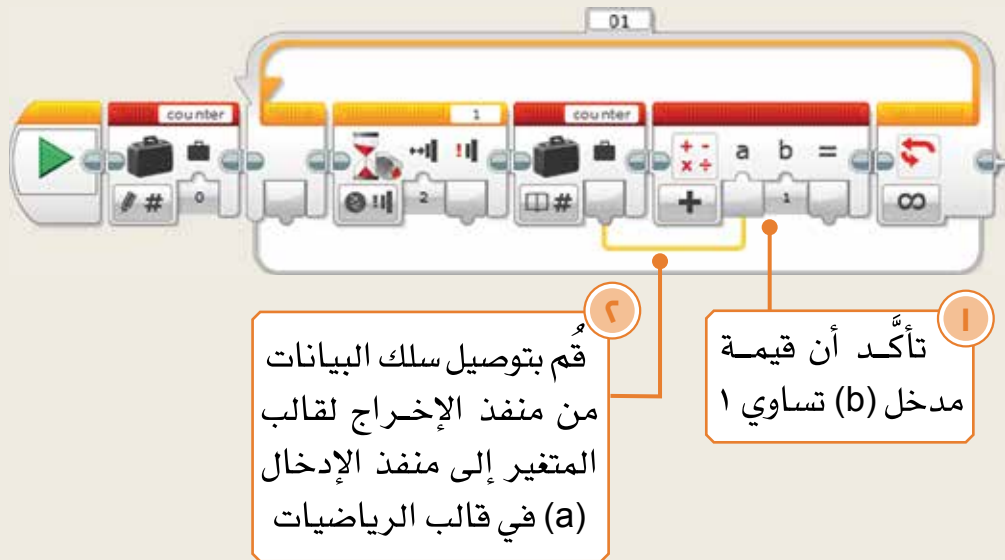 01
counter
1
counter
a b =
# 0
2
#
1
١
تأكَّد أن قيمة
مدخل (b) تساوي ١
٢
قُم بتوصيل سلك البيانات
من منفذ الإخراج لقالب
المتغير إلى منفذ الإدخال
(a) في قالب الرياضيات